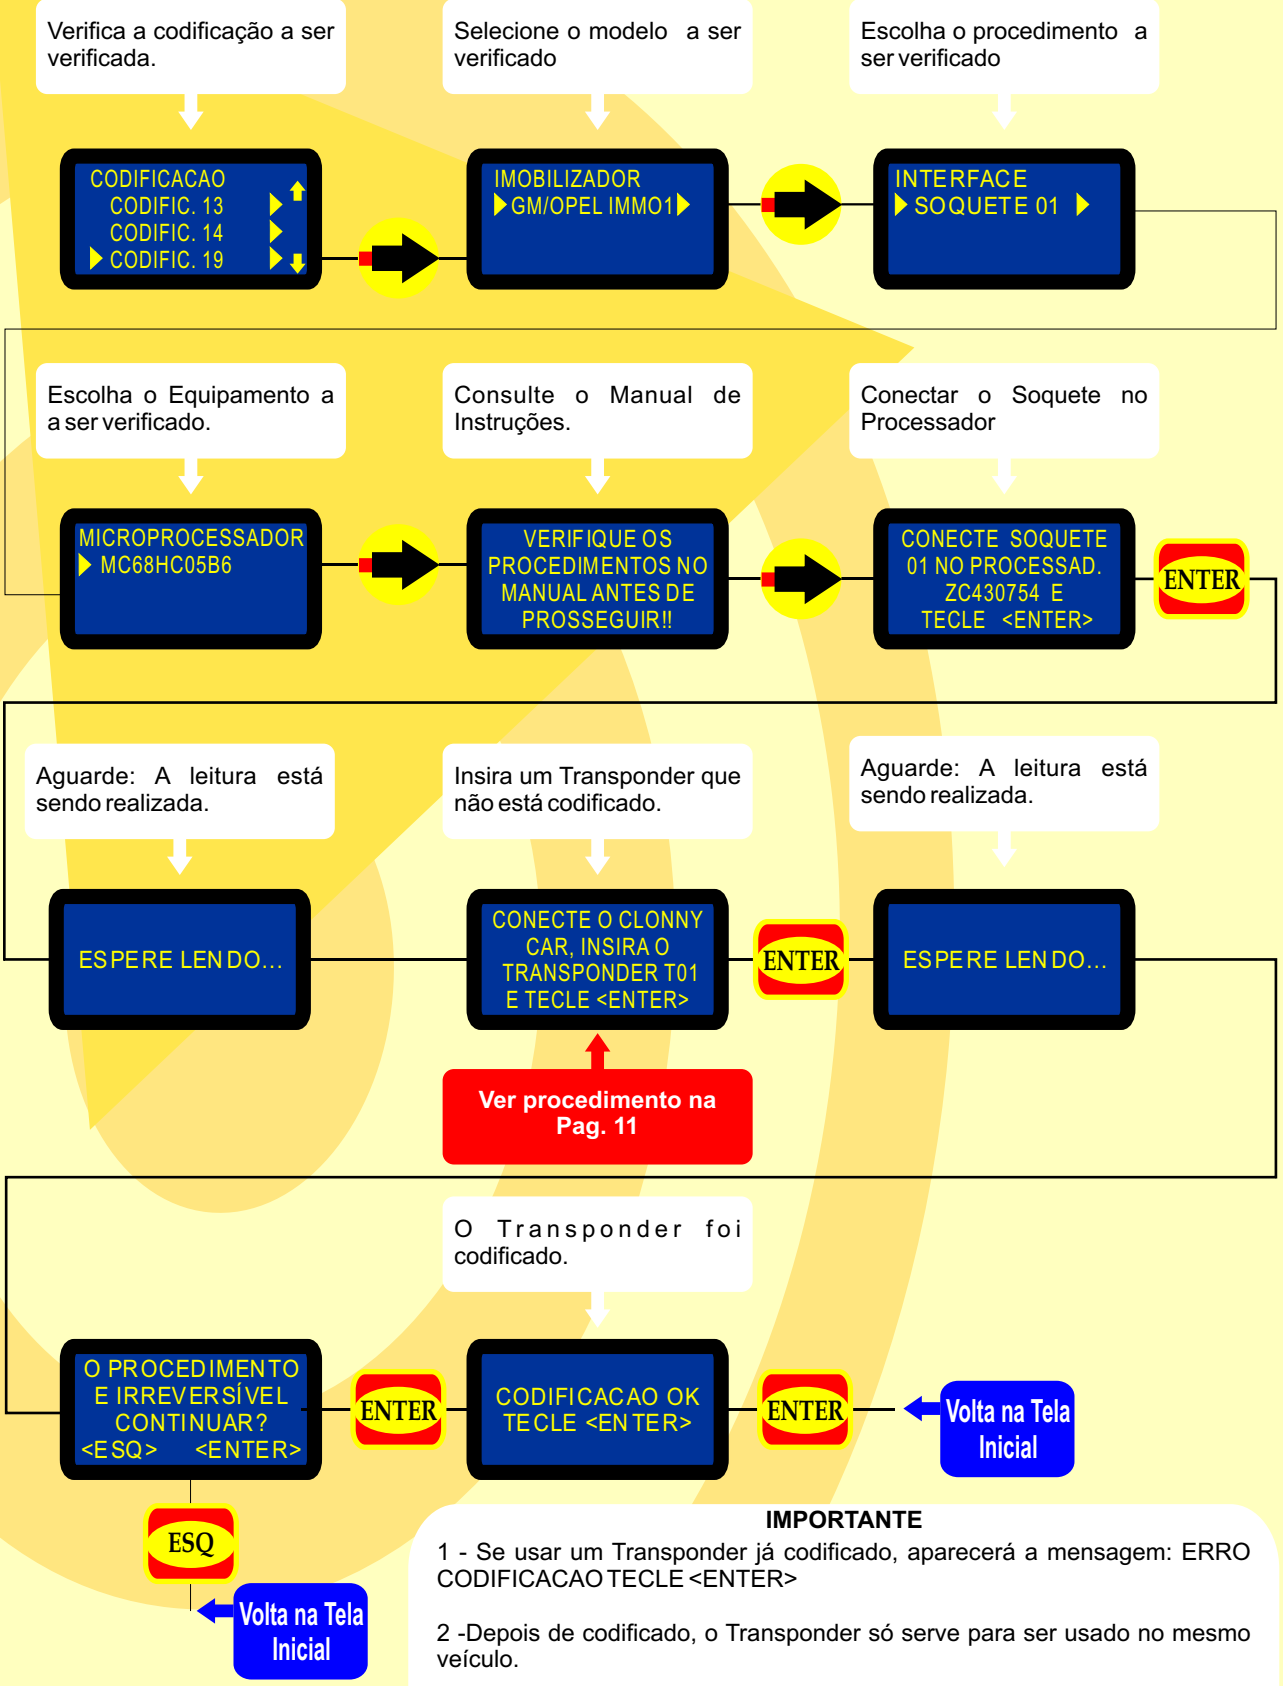 Verifica a codificação a ser
verificada.
Selecione o modelo a ser
verificado
Escolha o procedimento a
ser verificado
CODIFICACAO
CODIFIC. 13
CODIFIC. 14
CODIFIC. 19
IMOBILIZADOR
GM/OPEL IMMO1
INTERFACE
SOQUETE 01
Escolha o Equipamento a
a ser verificado.
Consulte o Manual de
Instruções.
Conectar o Soquete no
Processador
MICROPROCESSADOR
MC68HC05B6
VERIFIQUE OS
PROCEDIMENTOS NO
MANUAL ANTES DE
PROSSEGUIR!!
CONECTE SOQUETE
01 NO PROCESSAD.
ZC430754 E
TECLE <ENTER>
ENTER
Aguarde: A leitura está
sendo realizada.
Insira um Transponder que
não está codificado.
Aguarde: A leitura está
sendo realizada.
ESPERE LENDO...
CONECTE O CLONNY
CAR, INSIRA O
TRANSPONDER T01
E TECLE <ENTER>
ENTER
ESPERE LENDO...
Ver procedimento na
Pag. 11
O Transponder foi
codificado.
O PROCEDIMENTO
E IRREVERSÍVEL
CONTINUAR?
<ESQ> <ENTER>
ENTER
CODIFICACAO OK
TECLE <ENTER>
ENTER
Volta na Tela
Inicial
ESQ
Volta na Tela
Inicial
IMPORTANTE
1 - Se usar um Transponder já codificado, aparecerá a mensagem: ERRO
CODIFICACAO TECLE <ENTER>
2 -Depois de codificado, o Transponder só serve para ser usado no mesmo
veículo.